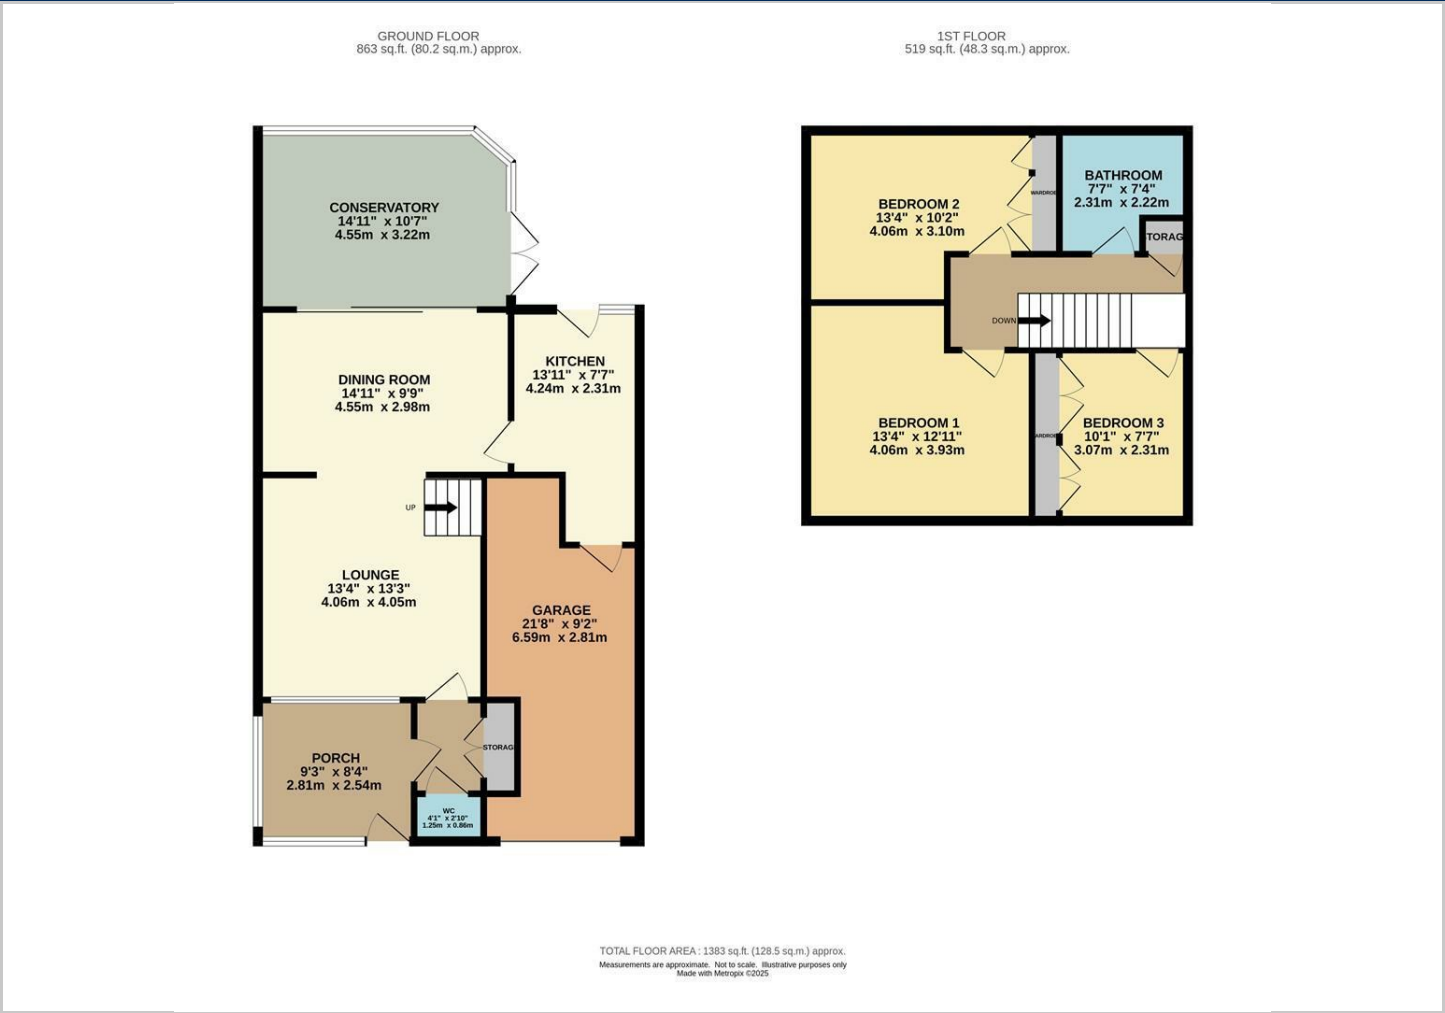 GROUND FLOOR
863 sq.ft. (80.2 sq.m.) approx.
1ST FLOOR
519 sq.ft. (48.3 sq.m.) approx.
CONSERVATORY
14'11" x 10'7"
4.55m x 3.22m
DINING ROOM
14'11" x 9'9"
4.55m x 2.98m
KITCHEN
13'11" x 7'7"
4.24m x 2.31m
UP
LOUNGE
13'4" x 13'3"
4.06m x 4.05m
GARAGE
21'8" x 9'2"
6.59m x 2.81m
PORCH
9'3" x 8'4"
2.81m x 2.54m
STORAG
WC
4'1" x 2'10"
1.25m x 0.86m
BEDROOM 2
13'4" x 10'2"
4.06m x 3.10m
WARDROB
BATHROOM
7'7" x 7'4"
2.31m x 2.22m
TORAG
DOWN
BEDROOM 1
13'4" x 12'11"
4.06m x 3.93m
ARDROB
BEDROOM 3
10'1" x 7'7"
3.07m x 2.31m
TOTAL FLOOR AREA : 1383 sq.ft. (128.5 sq.m.) approx.
Measurements are approximate. Not to scale. Illustrative purposes only
Made with Metropix ©2025